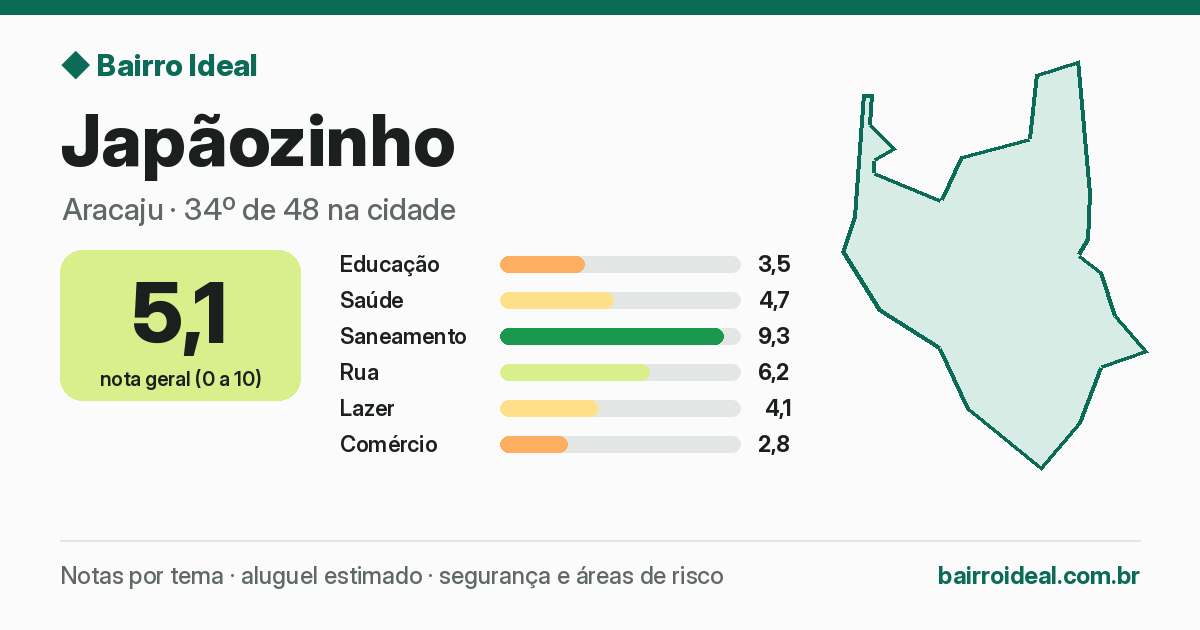 Bairro Ideal
Japãozinho
Aracaju · 34º de 48 na cidade
5,1
nota geral (0 a 10)
Educação 3,5
Saúde 4,7
Saneamento 9,3
Rua 6,2
Lazer 4,1
Comércio 2,8
Notas por tema · aluguel estimado · segurança e áreas de risco
bairroideal.com.br